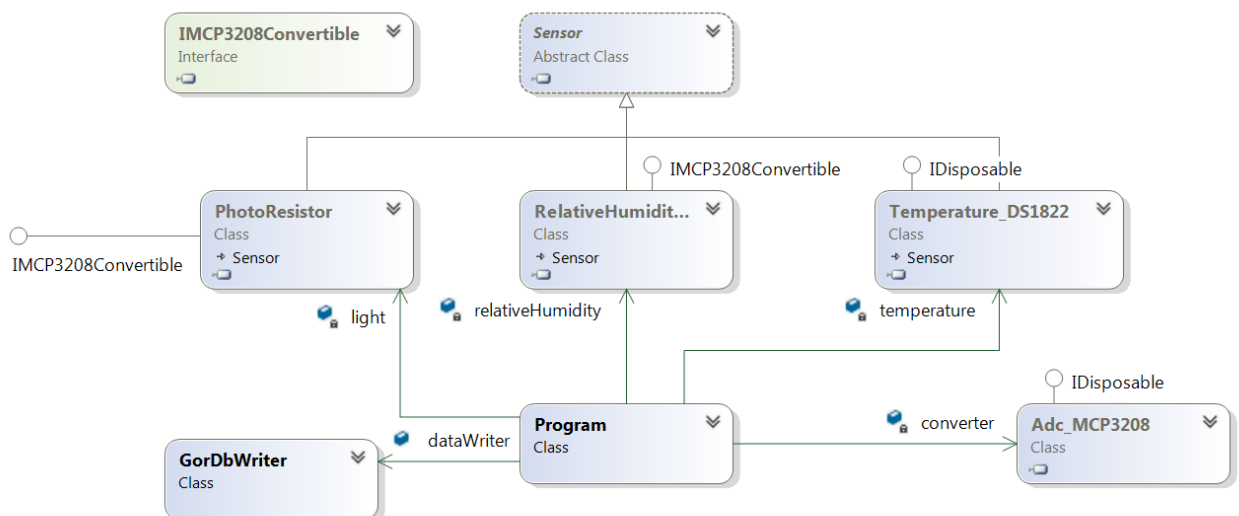 IMCP3208Convertible
Interface
Sensor
Abstract Class
IMCP3208Convertible
IDisposable
PhotoResistor
Class
Sensor
RelativeHumidit...
Class
Sensor
Temperature_DS1822
Class
Sensor
IMCP3208Convertible
light
relativeHumidity
temperature
IDisposable
Program
Class
converter
Adc_MCP3208
Class
dataWriter
GorDbWriter
Class